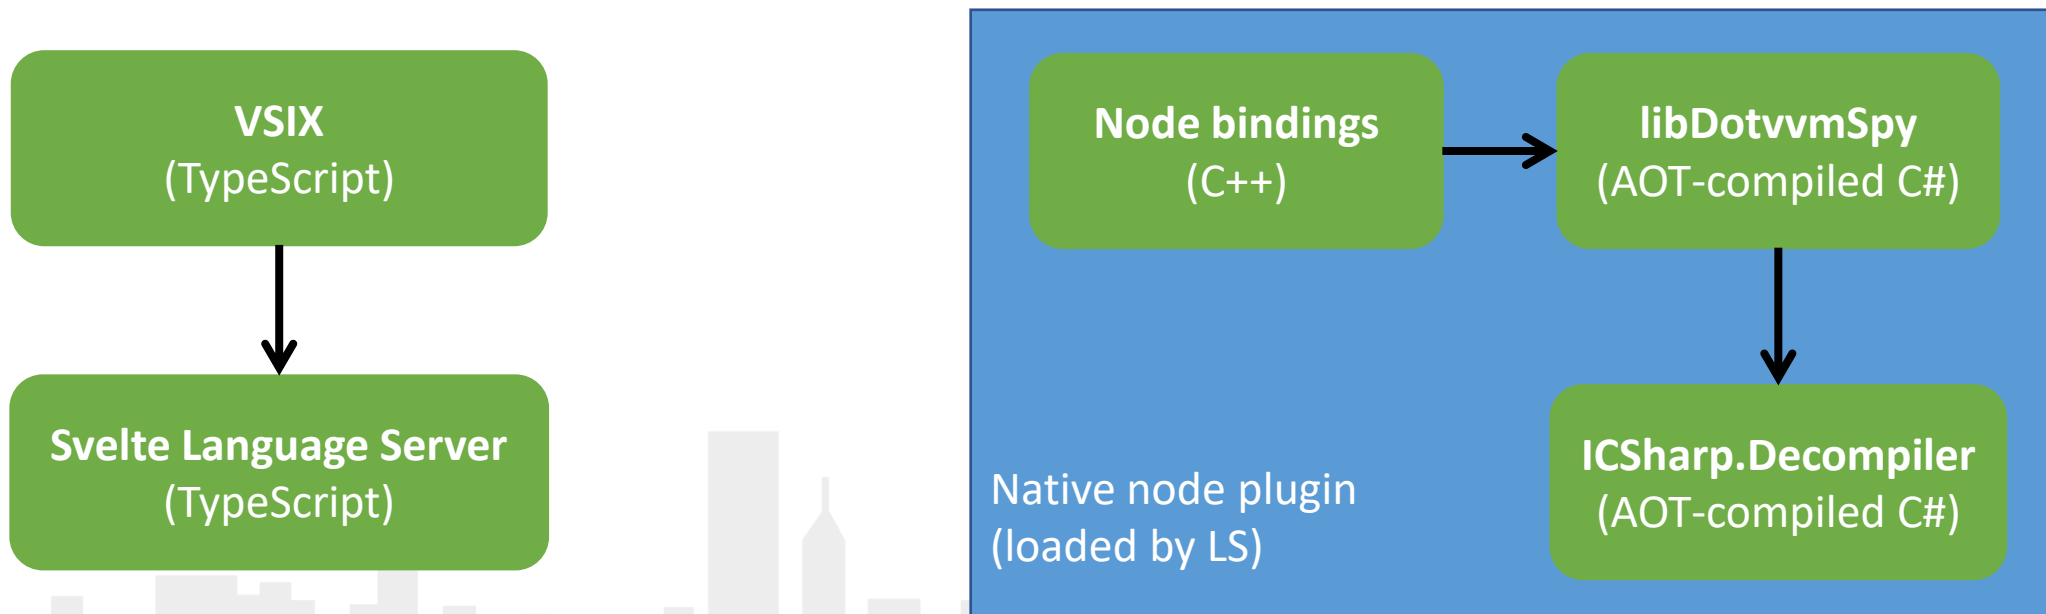 VSIX
(TypeScript)
Svelte Language Server
(TypeScript)
Node bindings
(C++)
libDotvvmSpy
(AOT-compiled C#)
ICSharp.Decompiler
(AOT-compiled C#)
Native node plugin
(loaded by LS)